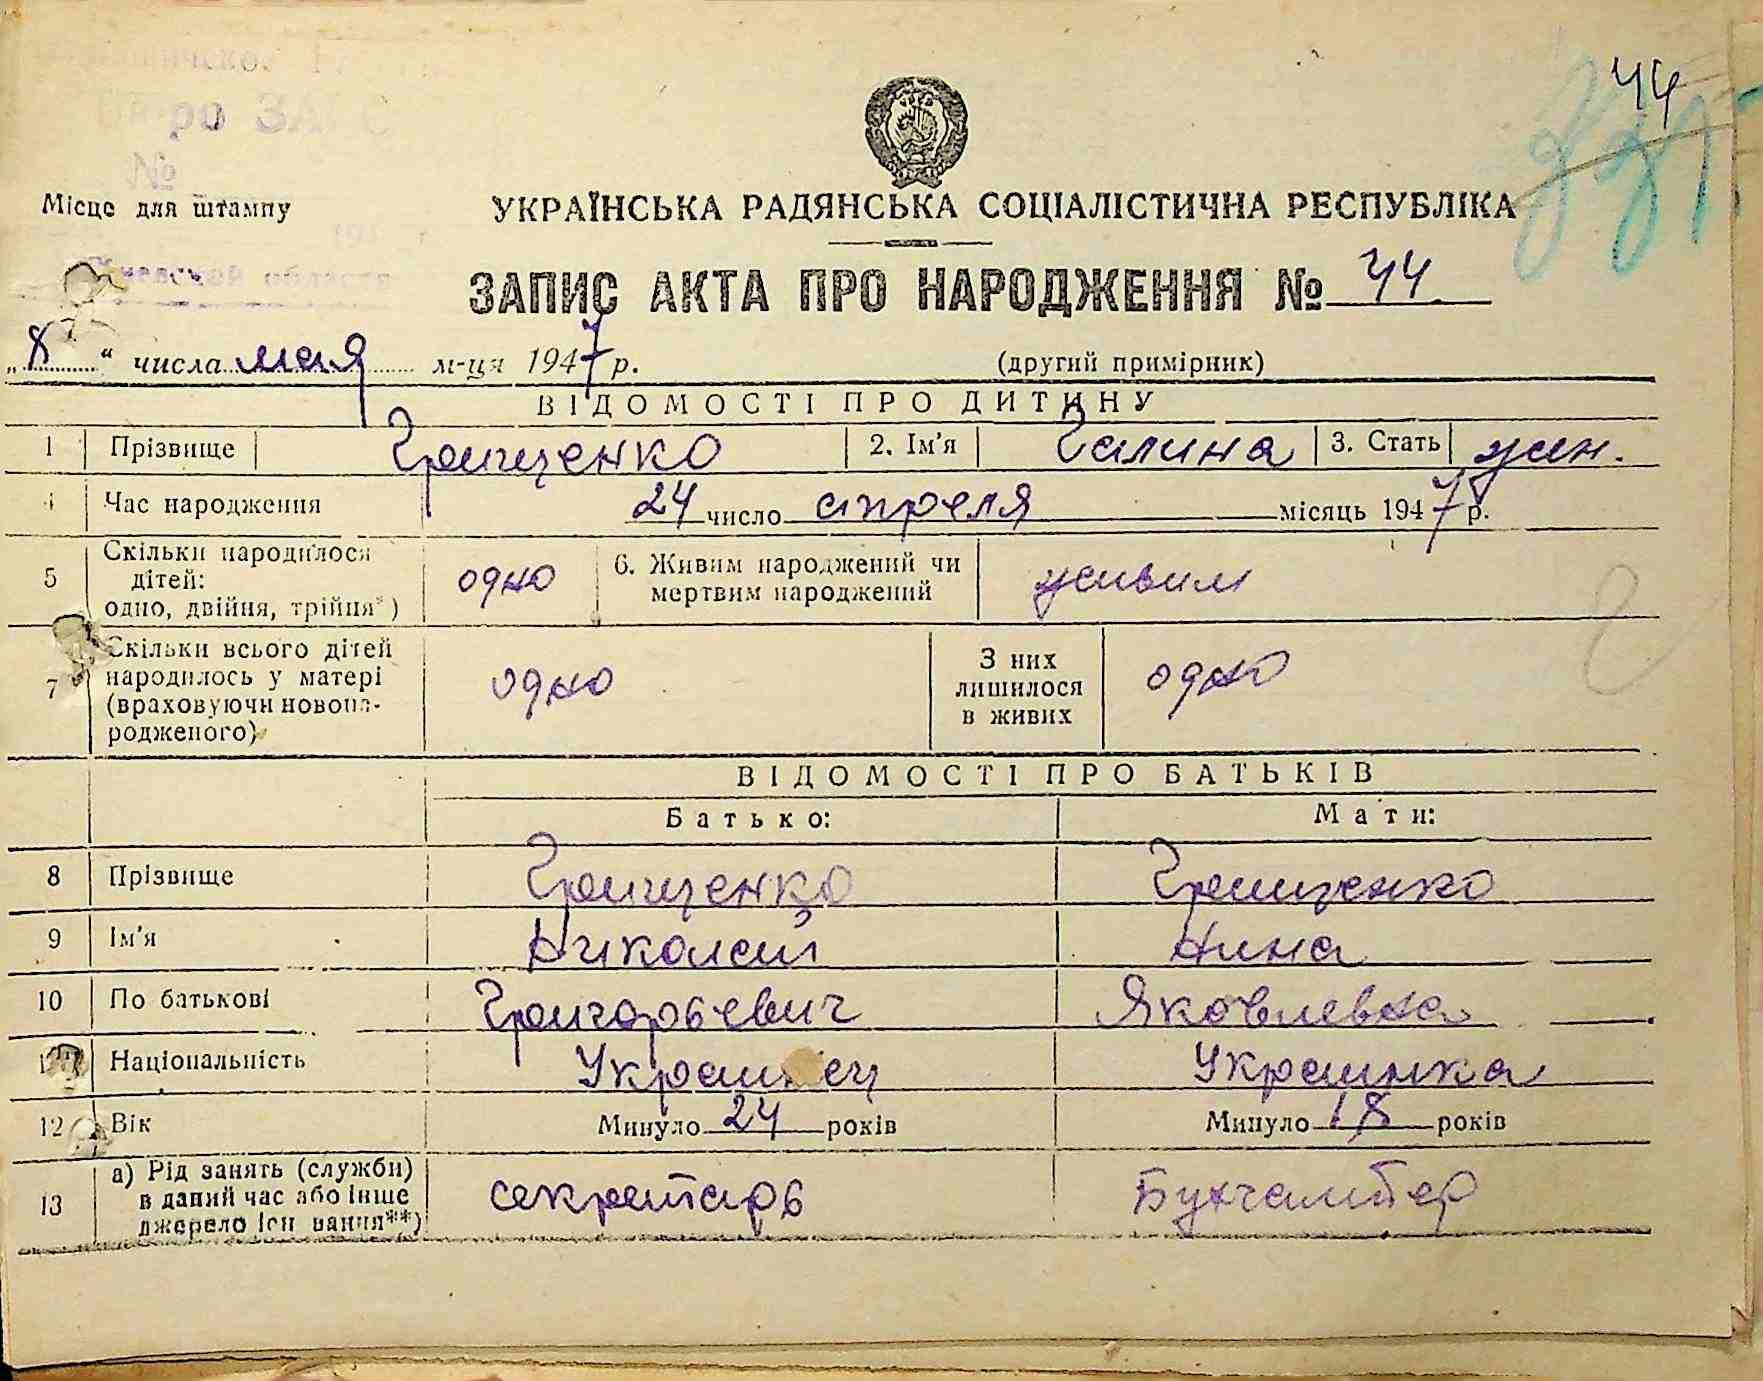 44
Бюро ЗАГС
№
Місце для штампу
УКРАЇНСЬКА РАДЯНСЬКА СОЦІАЛІСТИЧНА РЕСПУБЛІКА
области
ЗАПИС АКТА ПРО НАРОДЖЕННЯ № 44
„8“ числа мая м-ця 1947 р. (другий примірник)
ВІДОМОСТІ ПРО ДИТИНУ
1 Прізвище Грищенко 2. Ім'я Галина 3. Стать жен.
4 Час народження 24 число апреля місяць 1947 р.
5 Скільки народилося дітей: одно, двійня, трійня*) одно 6. Живим народжений чи мертвим народжений живим
7 Скільки всього дітей народилось у матері (враховуючи новонародженого) одно З них лишилося в живих одно
ВІДОМОСТІ ПРО БАТЬКІВ
Батько: Мати:
8 Прізвище Грищенко Грищенко
9 Ім'я Николай Нина
10 По батькові Григорьевич Яковлевна
Національність Украинец Украинка
12 Вік Минуло 24 років Минуло 18 років
13 а) Рід занять (служби) в даний час або інше джерело існ вання**) секретарь Бухгалтер